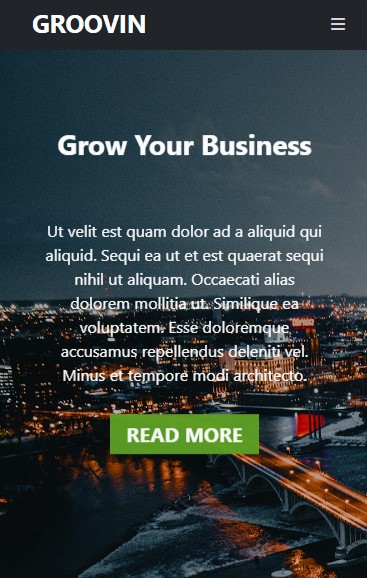 GROOVIN
Grow Your Business
Ut velit est quam dolor ad a aliquid qui
aliquid. Sequi ea ut et est quaerat sequi
nihil ut aliquam. Occaecati alias
dolorem mollitia ut. Similique ea
voluptatem. Esse doloremque
accusamus repellendus deleniti vel.
Minus et tempore modi architecto.
READ MORE